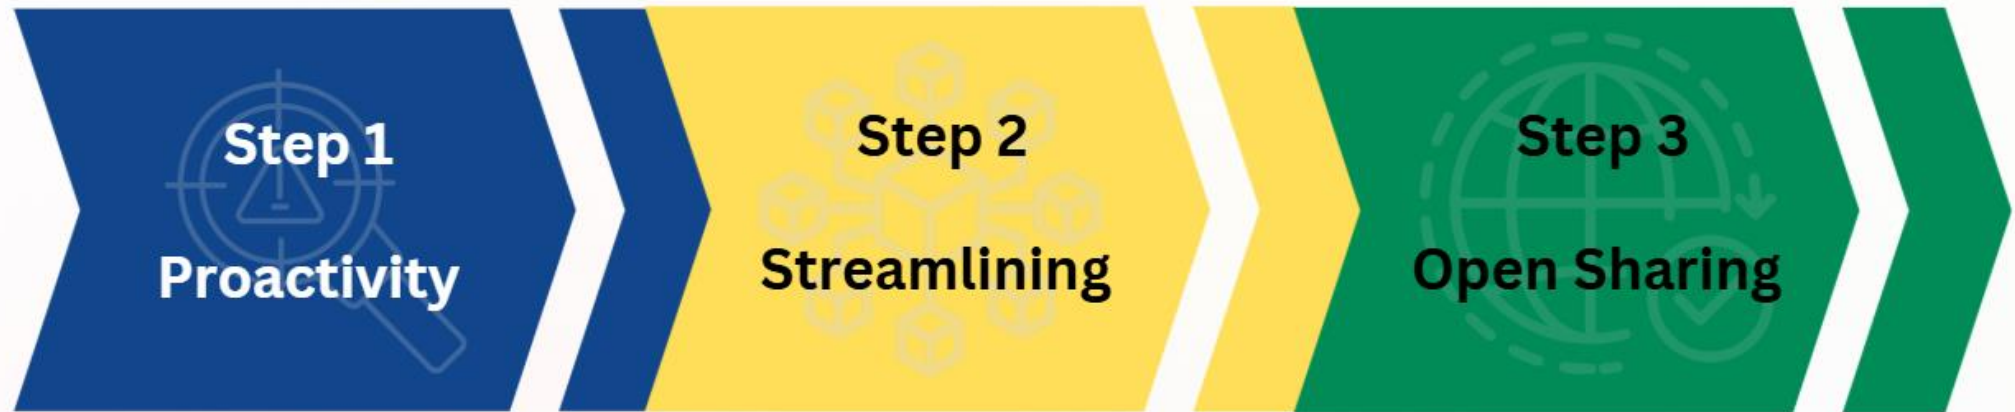 Step 1
Proactivity
Step 2
Streamlining
Step 3
Open Sharing